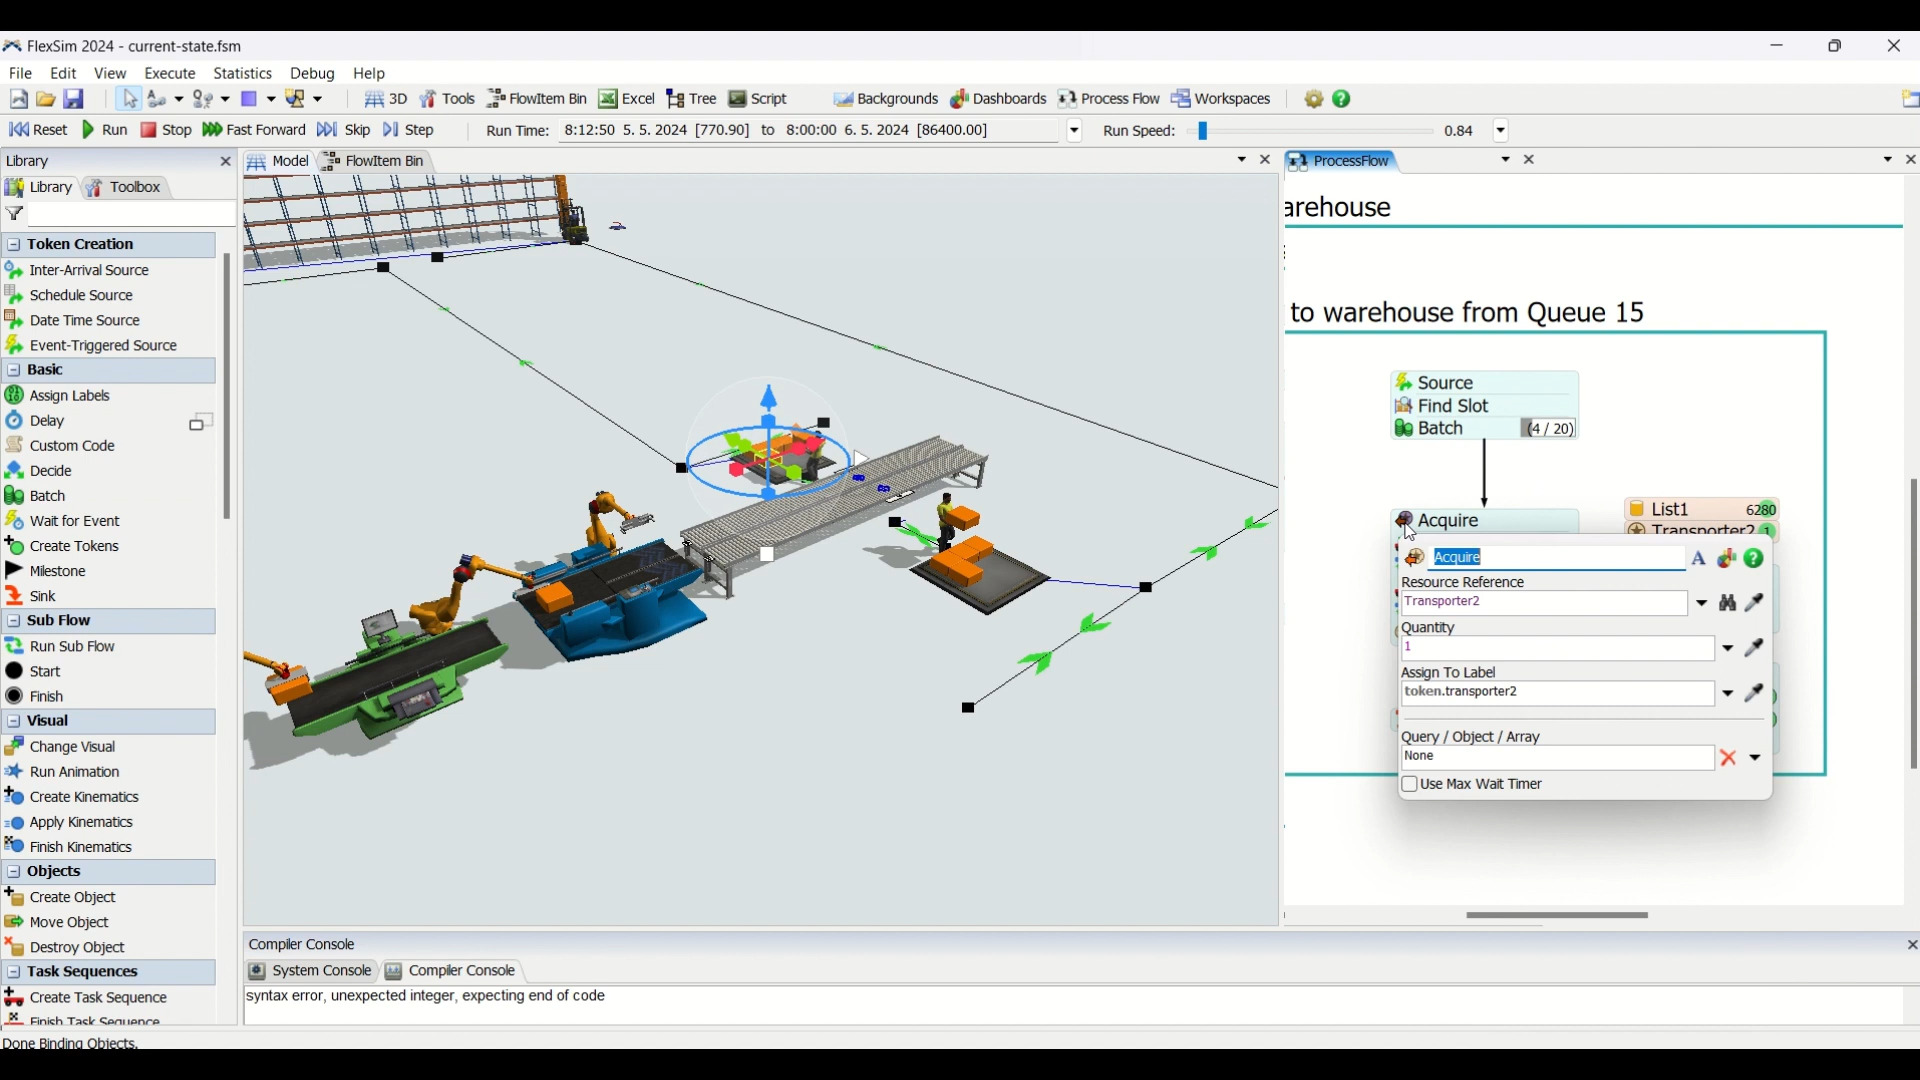 FlexSim 2024 - current-state.fsm
File Edit View Execute Statistics Debug Help
3D Tools FlowItem Bin Excel Tree Script Backgrounds Dashboards Process Flow Workspaces
Reset Run Stop Fast Forward Skip Step Run Time: 8:12:50 5. 5. 2024 [770.90] to 8:00:00 6. 5. 2024 [86400.00] Run Speed: 0.84
Library
Library Toolbox
Token Creation
Inter-Arrival Source
Schedule Source
Date Time Source
Event-Triggered Source
Basic
Assign Labels
Delay
Custom Code
Decide
Batch
Wait for Event
Create Tokens
Milestone
Sink
Sub Flow
Run Sub Flow
Start
Finish
Visual
Change Visual
Run Animation
Create Kinematics
Apply Kinematics
Finish Kinematics
Objects
Create Object
Move Object
Destroy Object
Task Sequences
Create Task Sequence
Finish Task Sequence
Done Binding Objects.
Model FlowItem Bin
ProcessFlow
arehouse
to warehouse from Queue 15
Source
Find Slot
Batch (4 / 20)
Acquire
List1 6280
Transporter2 1
Acquire
Resource Reference
Transporter2
Quantity
1
Assign To Label
token.transporter2
Query / Object / Array
None
Use Max Wait Timer
Compiler Console
System Console Compiler Console
syntax error, unexpected integer, expecting end of code